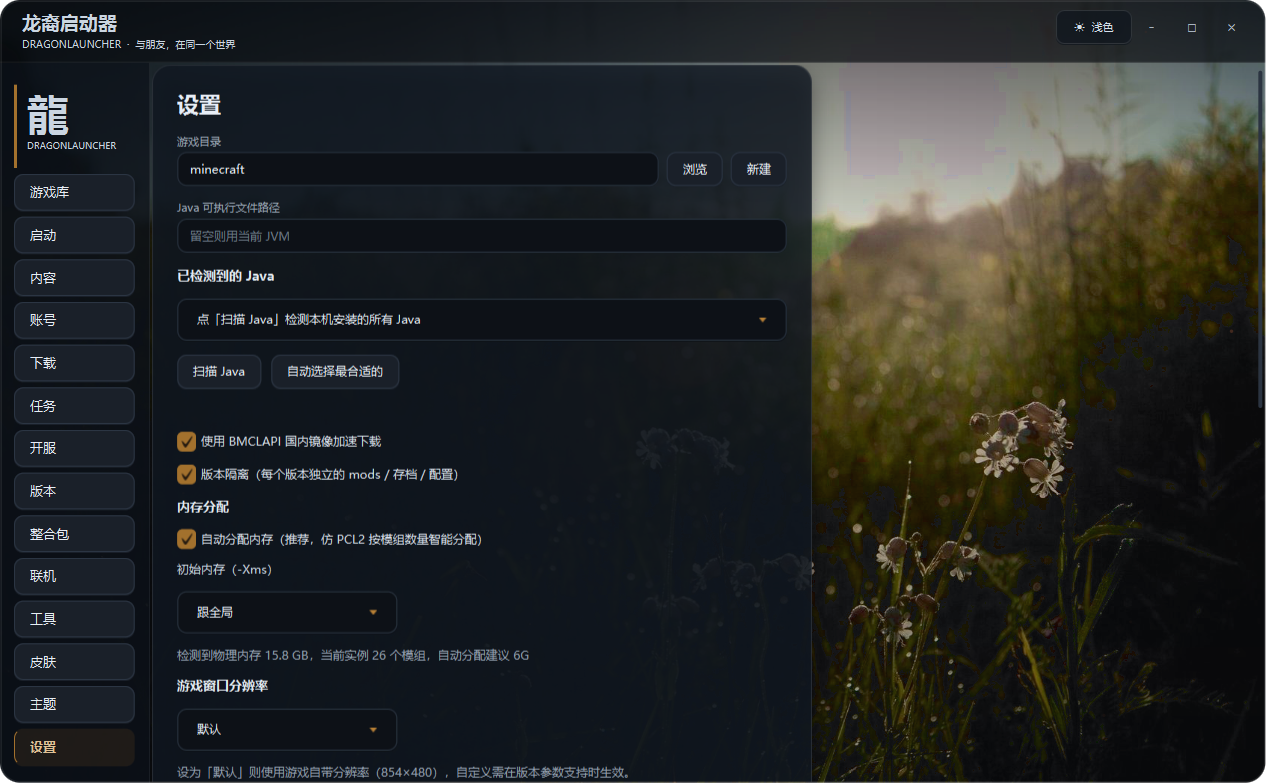 龙裔启动器
DRAGONLAUNCHER · 与朋友，在同一个世界
☀ 浅色
龍
DRAGONLAUNCHER
游戏库
启动
内容
账号
下载
任务
开服
版本
整合包
联机
工具
皮肤
主题
设置
设置
游戏目录
minecraft 浏览 新建
Java 可执行文件路径
留空则用当前 JVM
已检测到的 Java
点「扫描 Java」检测本机安装的所有 Java
扫描 Java 自动选择最合适的
使用 BMCLAPI 国内镜像加速下载
版本隔离（每个版本独立的 mods / 存档 / 配置）
内存分配
自动分配内存（推荐，仿 PCL2 按模组数量智能分配）
初始内存（-Xms）
跟全局
检测到物理内存 15.8 GB，当前实例 26 个模组，自动分配建议 6G
游戏窗口分辨率
默认
设为「默认」则使用游戏自带分辨率（854×480），自定义需在版本参数支持时生效。